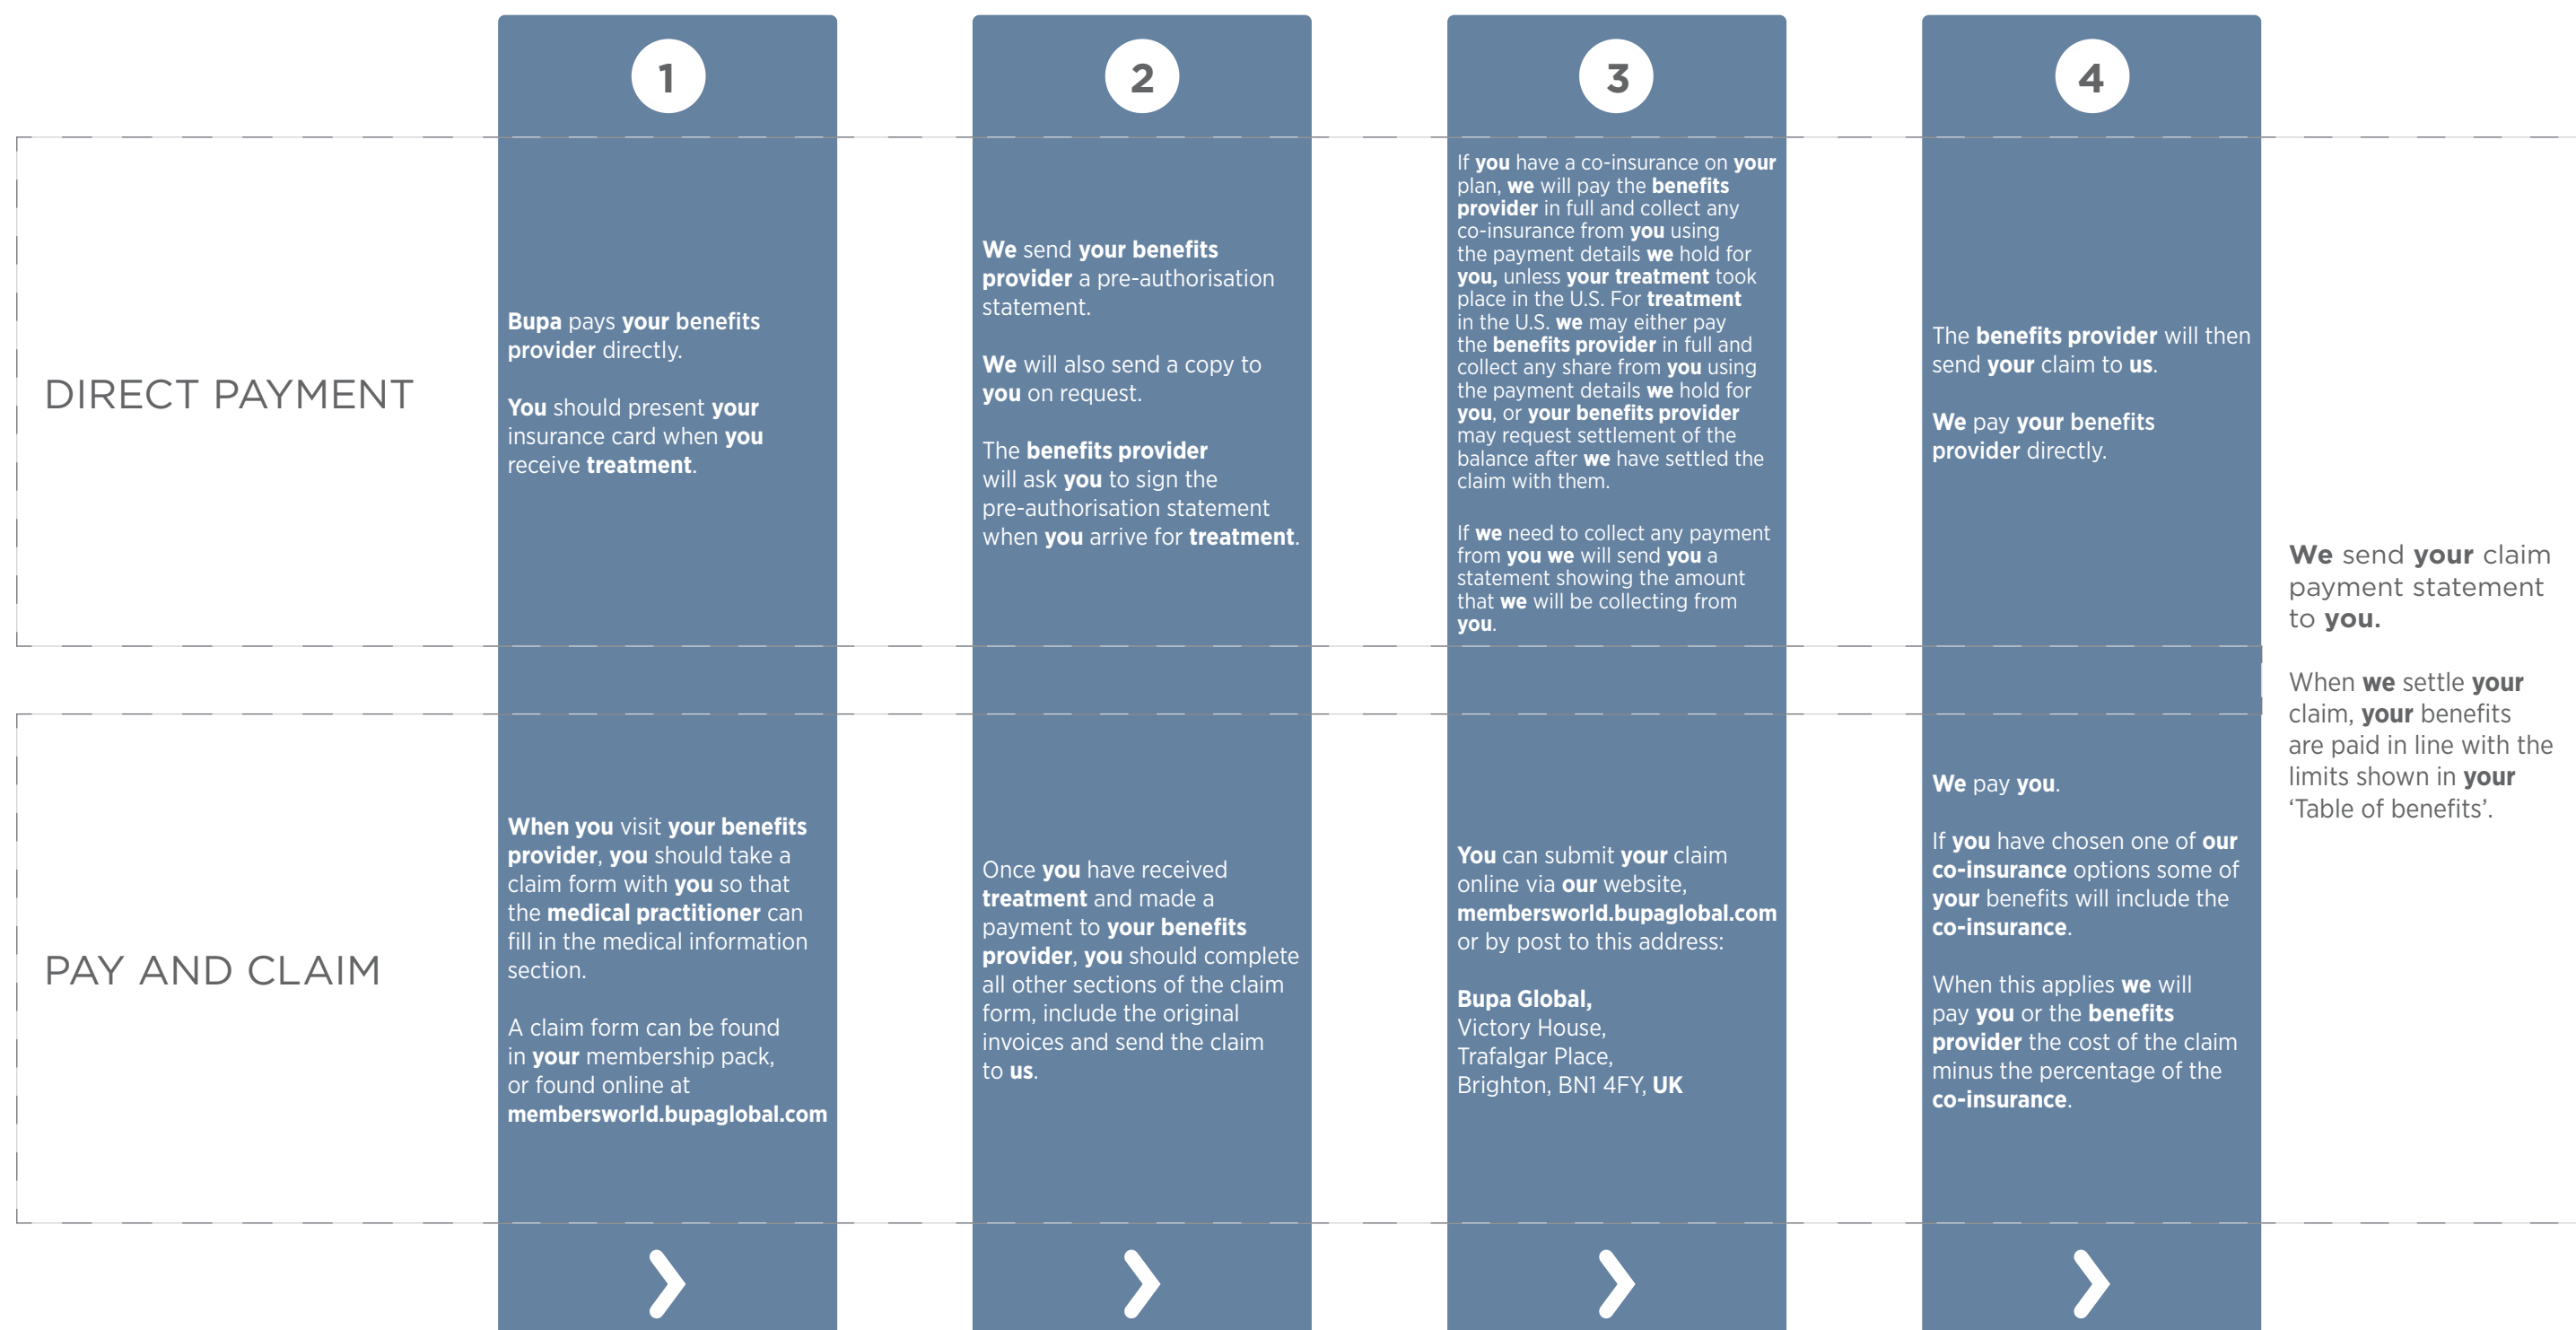 1
2
3
4
DIRECT PAYMENT
Bupa pays your benefits
provider directly.
You should present your
insurance card when you
receive treatment.
We send your benefits
provider a pre-authorisation
statement.
We will also send a copy to
you on request.
The benefits provider
will ask you to sign the
pre-authorisation statement
when you arrive for treatment.
If you have a co-insurance on your
plan, we will pay the benefits
provider in full and collect any
co-insurance from you using
the payment details we hold for
you, unless your treatment took
place in the U.S. For treatment
in the U.S. we may either pay
the benefits provider in full and
collect any share from you using
the payment details we hold for
you, or your benefits provider
may request settlement of the
balance after we have settled the
claim with them.
If we need to collect any payment
from you we will send you a
statement showing the amount
that we will be collecting from
you.
The benefits provider will then
send your claim to us.
We pay your benefits
provider directly.
PAY AND CLAIM
When you visit your benefits
provider, you should take a
claim form with you so that
the medical practitioner can
fill in the medical information
section.
A claim form can be found
in your membership pack,
or found online at
membersworld.bupaglobal.com
Once you have received
treatment and made a
payment to your benefits
provider, you should complete
all other sections of the claim
form, include the original
invoices and send the claim
to us.
You can submit your claim
online via our website,
membersworld.bupaglobal.com
or by post to this address:
Bupa Global,
Victory House,
Trafalgar Place,
Brighton, BN1 4FY, UK
We pay you.
If you have chosen one of our
co-insurance options some of
your benefits will include the
co-insurance.
When this applies we will
pay you or the benefits
provider the cost of the claim
minus the percentage of the
co-insurance.
We send your claim
payment statement
to you.
When we settle your
claim, your benefits
are paid in line with the
limits shown in your
‘Table of benefits’.